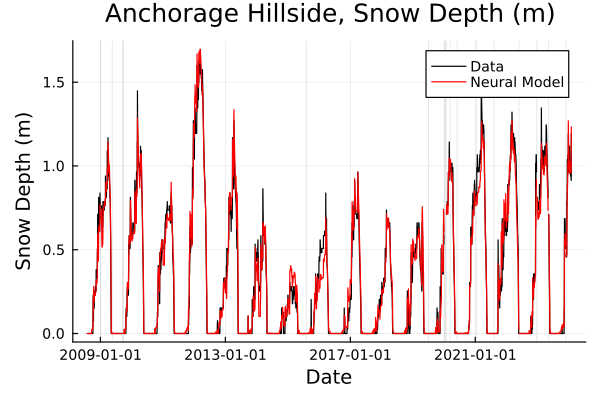 Anchorage Hillside, Snow Depth (m)
Data
Neural Model
Snow Depth (m)
1.5
1.0
0.5
0.0
2009-01-01 2013-01-01 2017-01-01 2021-01-01
Date